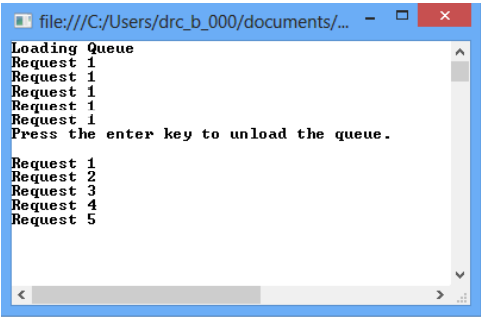 file:///C:/Users/drc_b_000/documents/...
Loading Queue
Request 1
Request 1
Request 1
Request 1
Request 1
Press the enter key to unload the queue.
Request 1
Request 2
Request 3
Request 4
Request 5